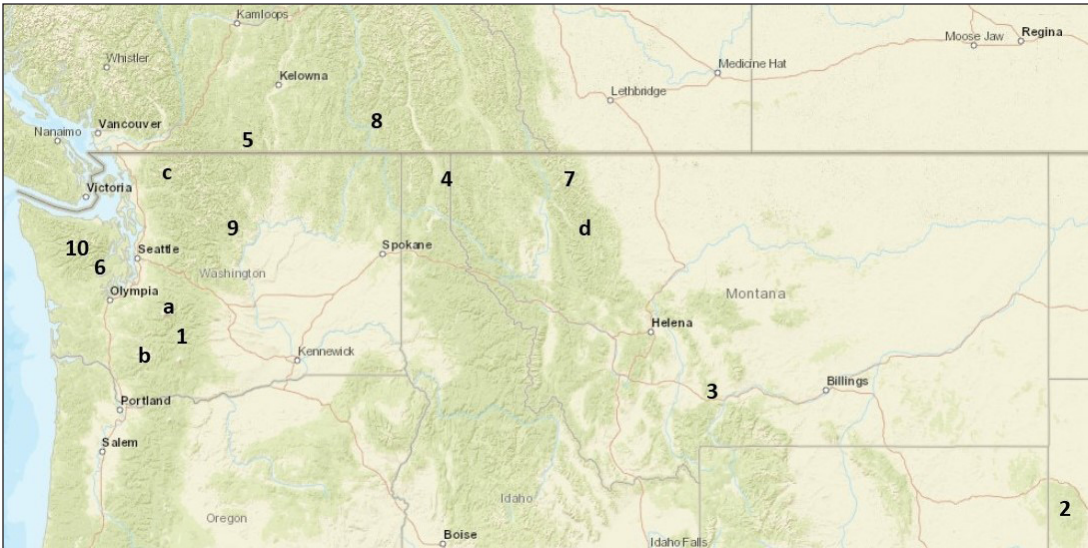 Kamloops
Moose Jaw
Regina
Whistler
Medicine Hat
Kelowna
Lethbridge
Nanaimo
Vancouver
8
5
c
4
7
Victoria
9
d
10
Seattle
Spokane
6
Washington
Olympia
a
Montana
Helena
1
b
Kennewick
3
Billings
Portland
Salem
Idaho
2
Oregon
Boise
Idaho Falls